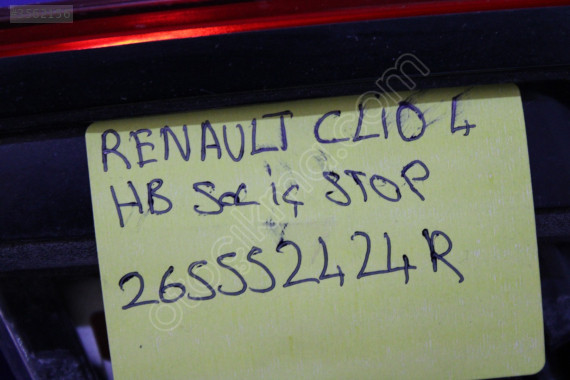 RENAULT CLIO 4
HB SOL iÇ STOP
265552424R